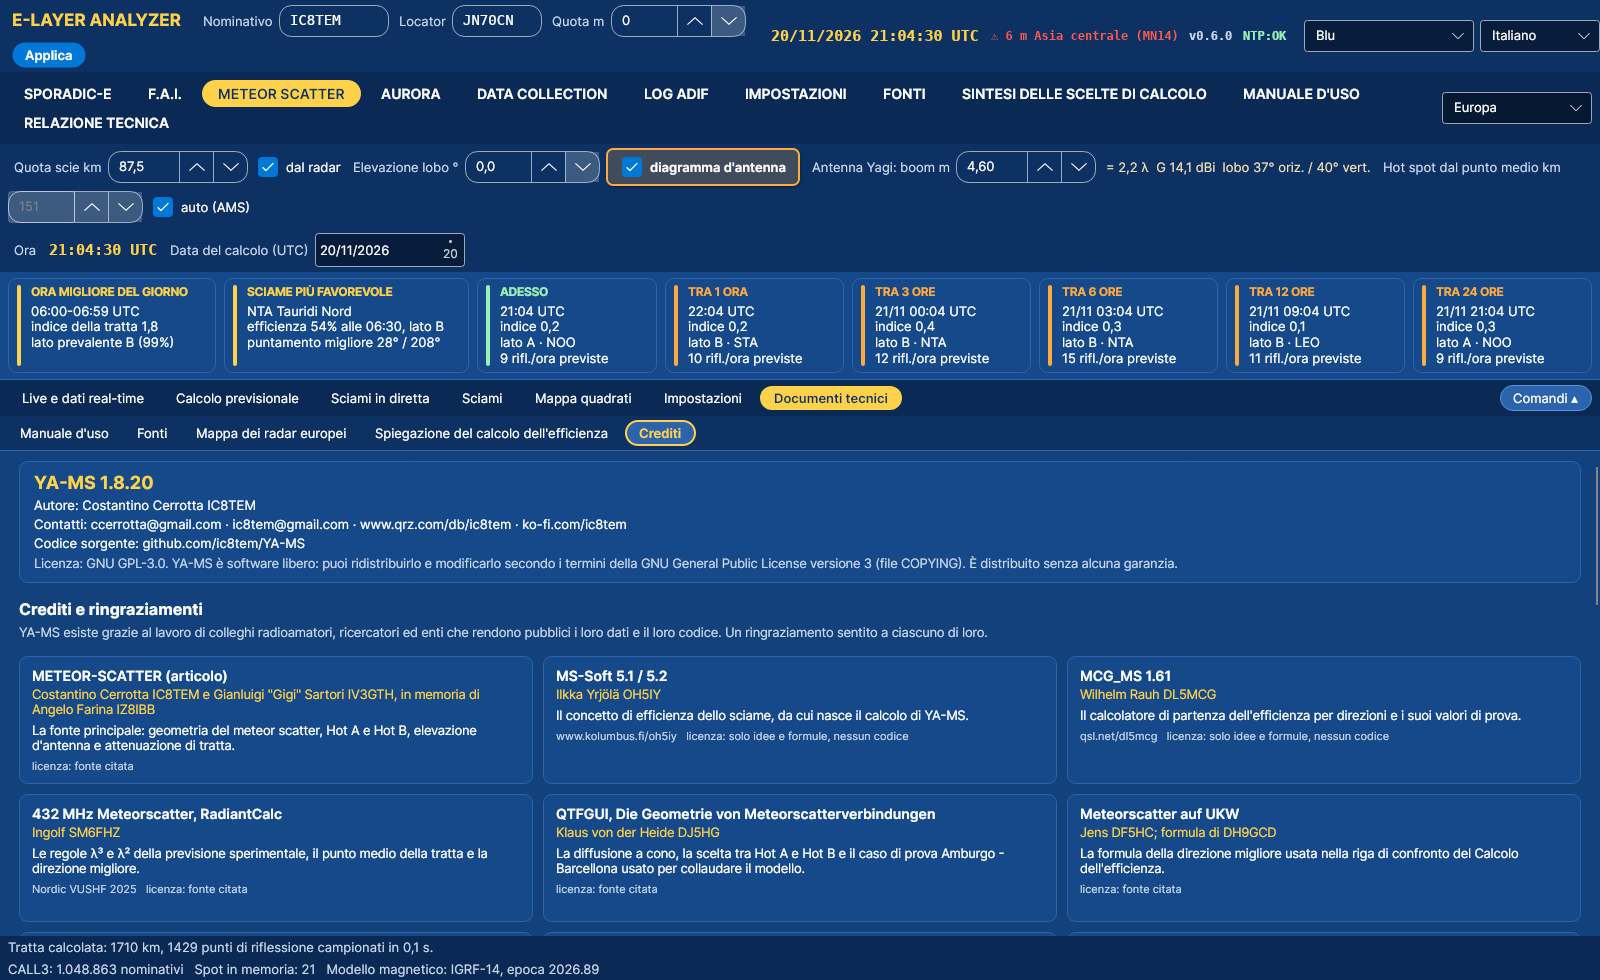 E-LAYER ANALYZER
Nominativo IC8TEM Locator JN70CN Quota m 0
20/11/2026 21:04:30 UTC ⚠ 6 m Asia centrale (MN14) v0.6.0 NTP:OK Blu Italiano
Applica
SPORADIC-E F.A.I. METEOR SCATTER AURORA DATA COLLECTION LOG ADIF IMPOSTAZIONI FONTI SINTESI DELLE SCELTE DI CALCOLO MANUALE D'USO
RELAZIONE TECNICA
Europa
Quota scie km 87,5 dal radar Elevazione lobo ° 0,0 diagramma d'antenna Antenna Yagi: boom m 4,60 = 2,2 λ G 14,1 dBi lobo 37° oriz. / 40° vert. Hot spot dal punto medio km
151 auto (AMS)
Ora 21:04:30 UTC Data del calcolo (UTC) 20/11/2026 20
ORA MIGLIORE DEL GIORNO
06:00-06:59 UTC
indice della tratta 1,8
lato prevalente B (99%)
SCIAME PIÙ FAVOREVOLE
NTA Tauridi Nord
efficienza 54% alle 06:30, lato B
puntamento migliore 28° / 208°
ADESSO
21:04 UTC
indice 0,2
lato A · NOO
9 rifl./ora previste
TRA 1 ORA
22:04 UTC
indice 0,2
lato B · STA
10 rifl./ora previste
TRA 3 ORE
21/11 00:04 UTC
indice 0,4
lato B · NTA
12 rifl./ora previste
TRA 6 ORE
21/11 03:04 UTC
indice 0,3
lato B · NTA
15 rifl./ora previste
TRA 12 ORE
21/11 09:04 UTC
indice 0,1
lato B · LEO
11 rifl./ora previste
TRA 24 ORE
21/11 21:04 UTC
indice 0,3
lato A · NOO
9 rifl./ora previste
Live e dati real-time Calcolo previsionale Sciami in diretta Sciami Mappa quadrati Impostazioni Documenti tecnici Comandi ▴
Manuale d'uso Fonti Mappa dei radar europei Spiegazione del calcolo dell'efficienza Crediti
YA-MS 1.8.20
Autore: Costantino Cerrotta IC8TEM
Contatti: ccerrotta@gmail.com · ic8tem@gmail.com · www.qrz.com/db/ic8tem · ko-fi.com/ic8tem
Codice sorgente: github.com/ic8tem/YA-MS
Licenza: GNU GPL-3.0. YA-MS è software libero: puoi ridistribuirlo e modificarlo secondo i termini della GNU General Public License versione 3 (file COPYING). È distribuito senza alcuna garanzia.
Crediti e ringraziamenti
YA-MS esiste grazie al lavoro di colleghi radioamatori, ricercatori ed enti che rendono pubblici i loro dati e il loro codice. Un ringraziamento sentito a ciascuno di loro.
METEOR-SCATTER (articolo)
Costantino Cerrotta IC8TEM e Gianluigi "Gigi" Sartori IV3GTH, in memoria di
Angelo Farina IZ8IBB
La fonte principale: geometria del meteor scatter, Hot A e Hot B, elevazione
d'antenna e attenuazione di tratta.
licenza: fonte citata
MS-Soft 5.1 / 5.2
Ilkka Yrjölä OH5IY
Il concetto di efficienza dello sciame, da cui nasce il calcolo di YA-MS.
www.kolumbus.fi/oh5iy licenza: solo idee e formule, nessun codice
MCG_MS 1.61
Wilhelm Rauh DL5MCG
Il calcolatore di partenza dell'efficienza per direzioni e i suoi valori di prova.
qsl.net/dl5mcg licenza: solo idee e formule, nessun codice
432 MHz Meteorscatter, RadiantCalc
Ingolf SM6FHZ
Le regole λ³ e λ² della previsione sperimentale, il punto medio della tratta e la
direzione migliore.
Nordic VUSHF 2025 licenza: fonte citata
QTFGUI, Die Geometrie von Meteorscatterverbindungen
Klaus von der Heide DJ5HG
La diffusione a cono, la scelta tra Hot A e Hot B e il caso di prova Amburgo -
Barcellona usato per collaudare il modello.
licenza: fonte citata
Meteorscatter auf UKW
Jens DF5HC; formula di DH9GCD
La formula della direzione migliore usata nella riga di confronto del Calcolo
dell'efficienza.
licenza: fonte citata
Tratta calcolata: 1710 km, 1429 punti di riflessione campionati in 0,1 s.
CALL3: 1.048.863 nominativi Spot in memoria: 21 Modello magnetico: IGRF-14, epoca 2026.89